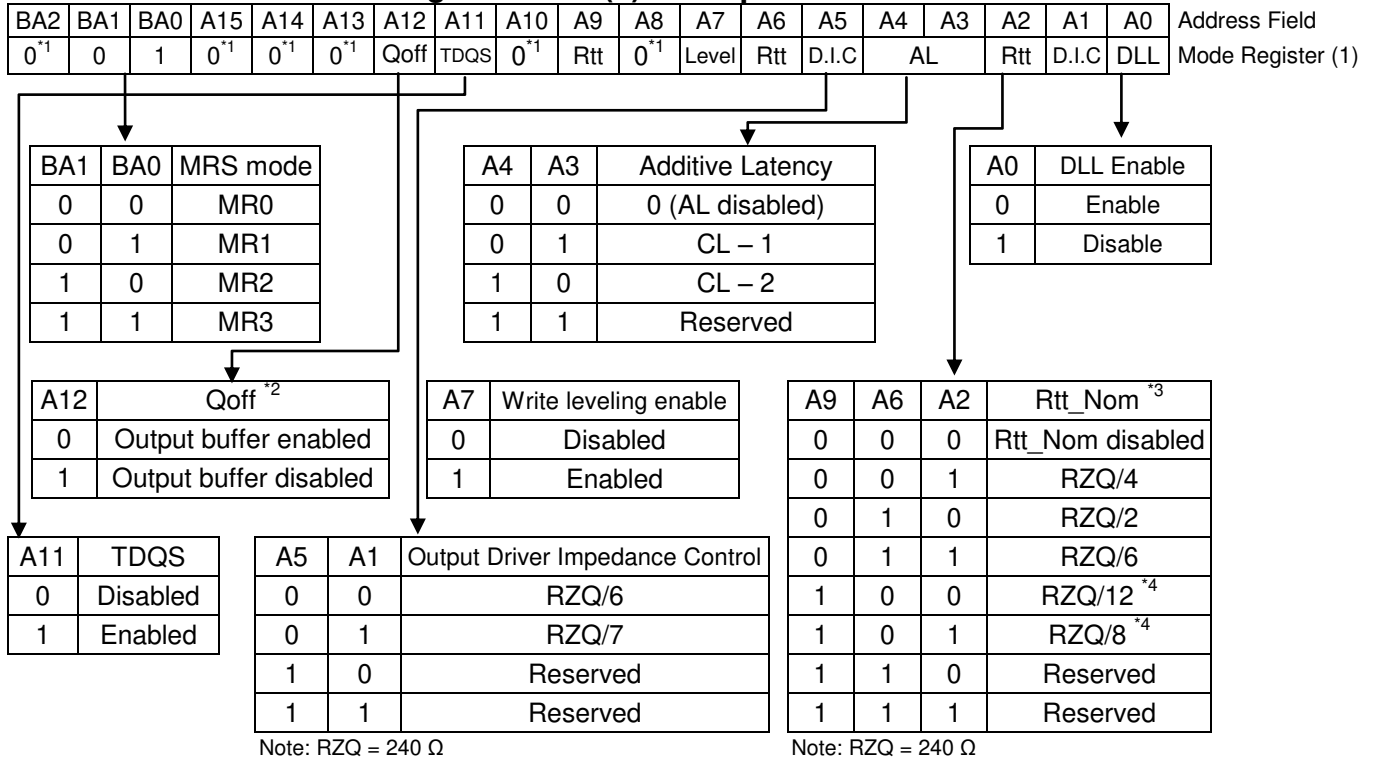 BA2 BA1 BA0 A15 A14 A13 A12 A11 A10 A9 A8 A7 A6 A5 A4 A3 A2 A1 A0 Address Field
0*1 0 1 0*1 0*1 0*1 Qoff TDQS 0*1 Rtt 0*1 Level Rtt D.I.C AL Rtt D.I.C DLL Mode Register (1)
BA1 BA0 MRS mode
0 0 MR0
0 1 MR1
1 0 MR2
1 1 MR3
A4 A3 Additive Latency
0 0 0 (AL disabled)
0 1 CL – 1
1 0 CL – 2
1 1 Reserved
A0 DLL Enable
0 Enable
1 Disable
A12 Qoff *2
0 Output buffer enabled
1 Output buffer disabled
A7 Write leveling enable
0 Disabled
1 Enabled
A9 A6 A2 Rtt_Nom *3
0 0 0 Rtt_Nom disabled
0 0 1 RZQ/4
0 1 0 RZQ/2
0 1 1 RZQ/6
1 0 0 RZQ/12 *4
1 0 1 RZQ/8 *4
1 1 0 Reserved
1 1 1 Reserved
Note: RZQ = 240 Ω
A11 TDQS
0 Disabled
1 Enabled
A5 A1 Output Driver Impedance Control
0 0 RZQ/6
0 1 RZQ/7
1 0 Reserved
1 1 Reserved
Note: RZQ = 240 Ω